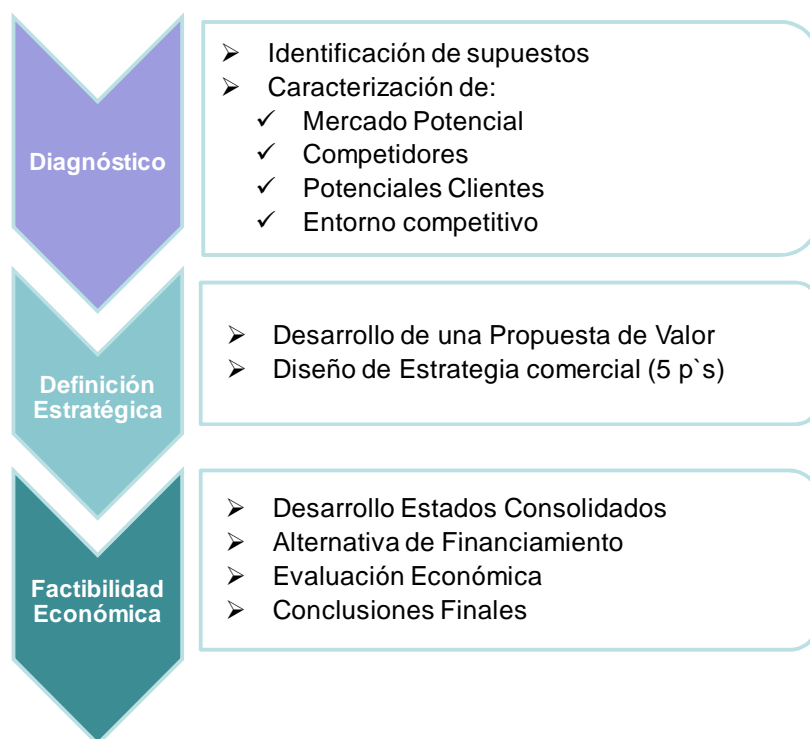 Diagnóstico
➢ Identificación de supuestos
➢ Caracterización de:
✓ Mercado Potencial
✓ Competidores
✓ Potenciales Clientes
✓ Entorno competitivo
Definición
Estratégica
➢ Desarrollo de una Propuesta de Valor
➢ Diseño de Estrategia comercial (5 p`s)
Factibilidad
Económica
➢ Desarrollo Estados Consolidados
➢ Alternativa de Financiamiento
➢ Evaluación Económica
➢ Conclusiones Finales